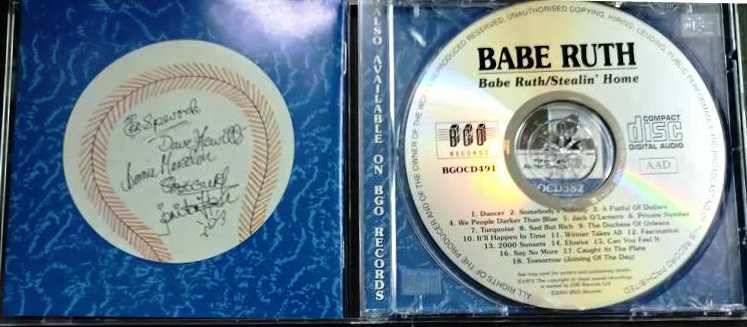 Ed Spevock
Dave Hewitt
Jennie Haan
ALSO AVAILABLE ON BGO RECORDS
UNAUTHORISED COPYING, HIRING, LENDING, PUBLIC PERFORMANCE
ALL RIGHTS OF THE PRODUCER AND OF THE OWNER OF THE
BABE RUTH
Babe Ruth/Stealin' Home
BGO
RECORDS
BGOCD491
COMPACT
disc
DIGITAL AUDIO
AAD
OCD382
1. Dancer 2. Somebody's A Fistful Of Dollars
4. We People Darker Than Blue 5. Jack O'Lantern 6. Private Number
7. Turquoise 8. Sad But Rich 9. The Duchess Of Orleans
10. It'll Happen In Time 11. Winner Takes All 12. Fascination
13. 2000 Sunsets 14. Elusive 15. Can You Feel It
16. Say No More 17. Caught At The Plate
18. Tomorrow (Joining Of The Day)